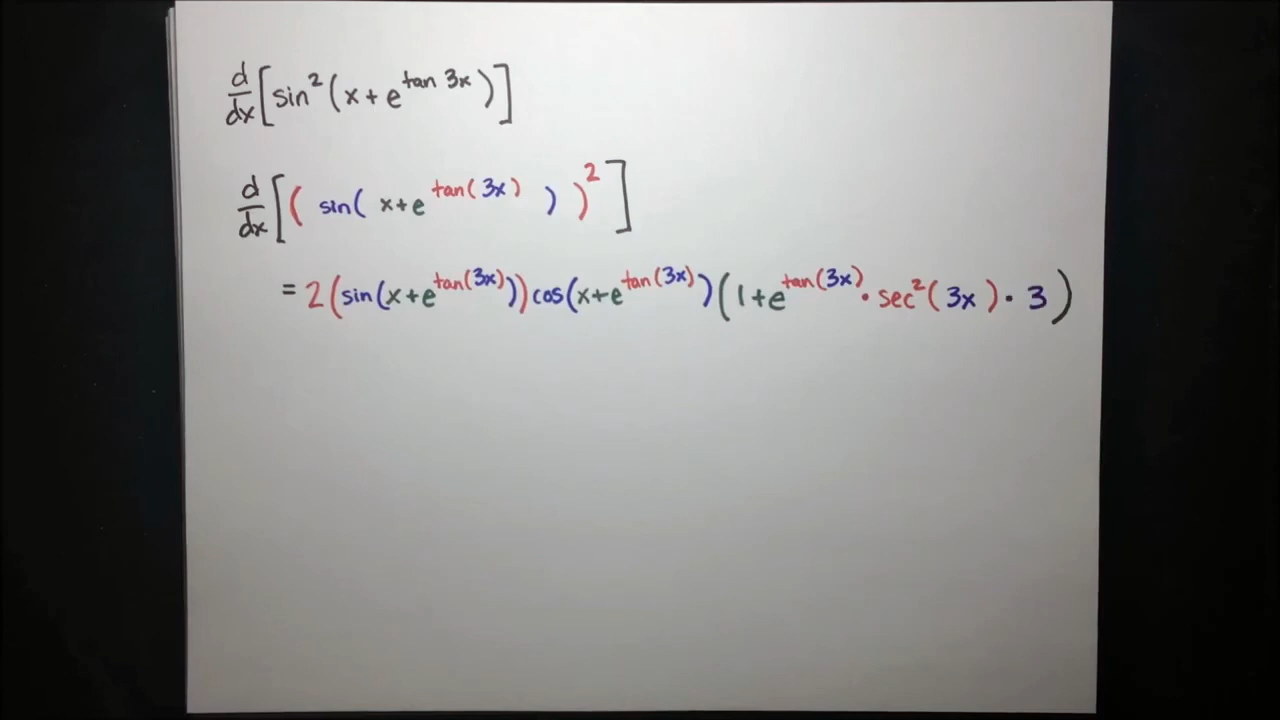 d/dx [sin²(x + e^(tan 3x))]
d/dx [( sin( x+e^(tan(3x)) ) )²]
= 2(sin(x+e^(tan(3x))))cos(x+e^(tan(3x)))(1+e^(tan(3x)) · sec²(3x) · 3)